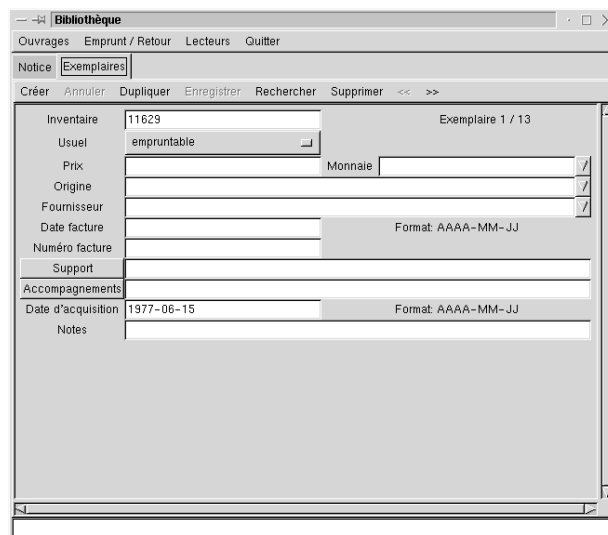 Bibliothèque
Ouvrages Emprunt / Retour Lecteurs Quitter
Notice Exemplaires
Créer Annuler Dupliquer Enregistrer Rechercher Supprimer << >>
Inventaire 11629 Exemplaire 1 / 13
Usuel empruntable
Prix Monnaie
Origine
Fournisseur
Date facture Format: AAAA-MM-JJ
Numéro facture
Support
Accompagnements
Date d'acquisition 1977-06-15 Format: AAAA-MM-JJ
Notes